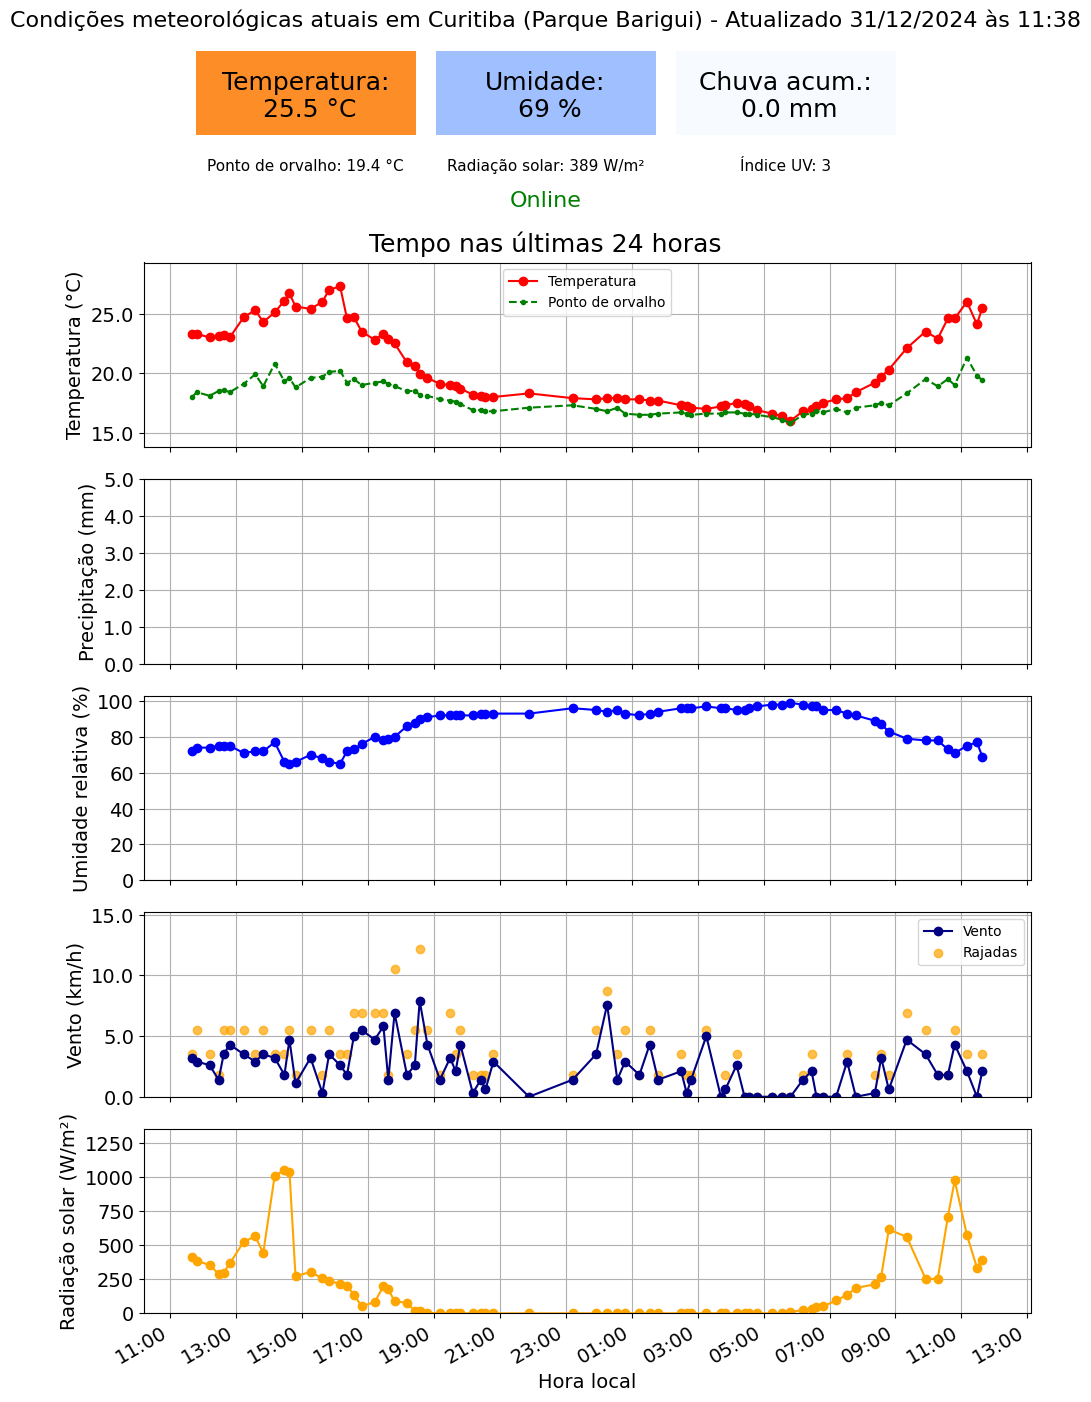 Condições meteorológicas atuais em Curitiba (Parque Barigui) - Atualizado 31/12/2024 às 11:38
Temperatura:
25.5 °C
Umidade:
69 %
Chuva acum.:
0.0 mm
Ponto de orvalho: 19.4 °C
Radiação solar: 389 W/m²
Índice UV: 3
Online
Tempo nas últimas 24 horas
Temperatura (°C)
25.0
20.0
15.0
Temperatura
Ponto de orvalho
Precipitação (mm)
5.0
4.0
3.0
2.0
1.0
0.0
Umidade relativa (%)
100
80
60
40
20
0
Vento (km/h)
15.0
10.0
5.0
0.0
Vento
Rajadas
Radiação solar (W/m²)
1250
1000
750
500
250
0
11:00
13:00
15:00
17:00
19:00
21:00
23:00
01:00
03:00
05:00
07:00
09:00
11:00
13:00
Hora local